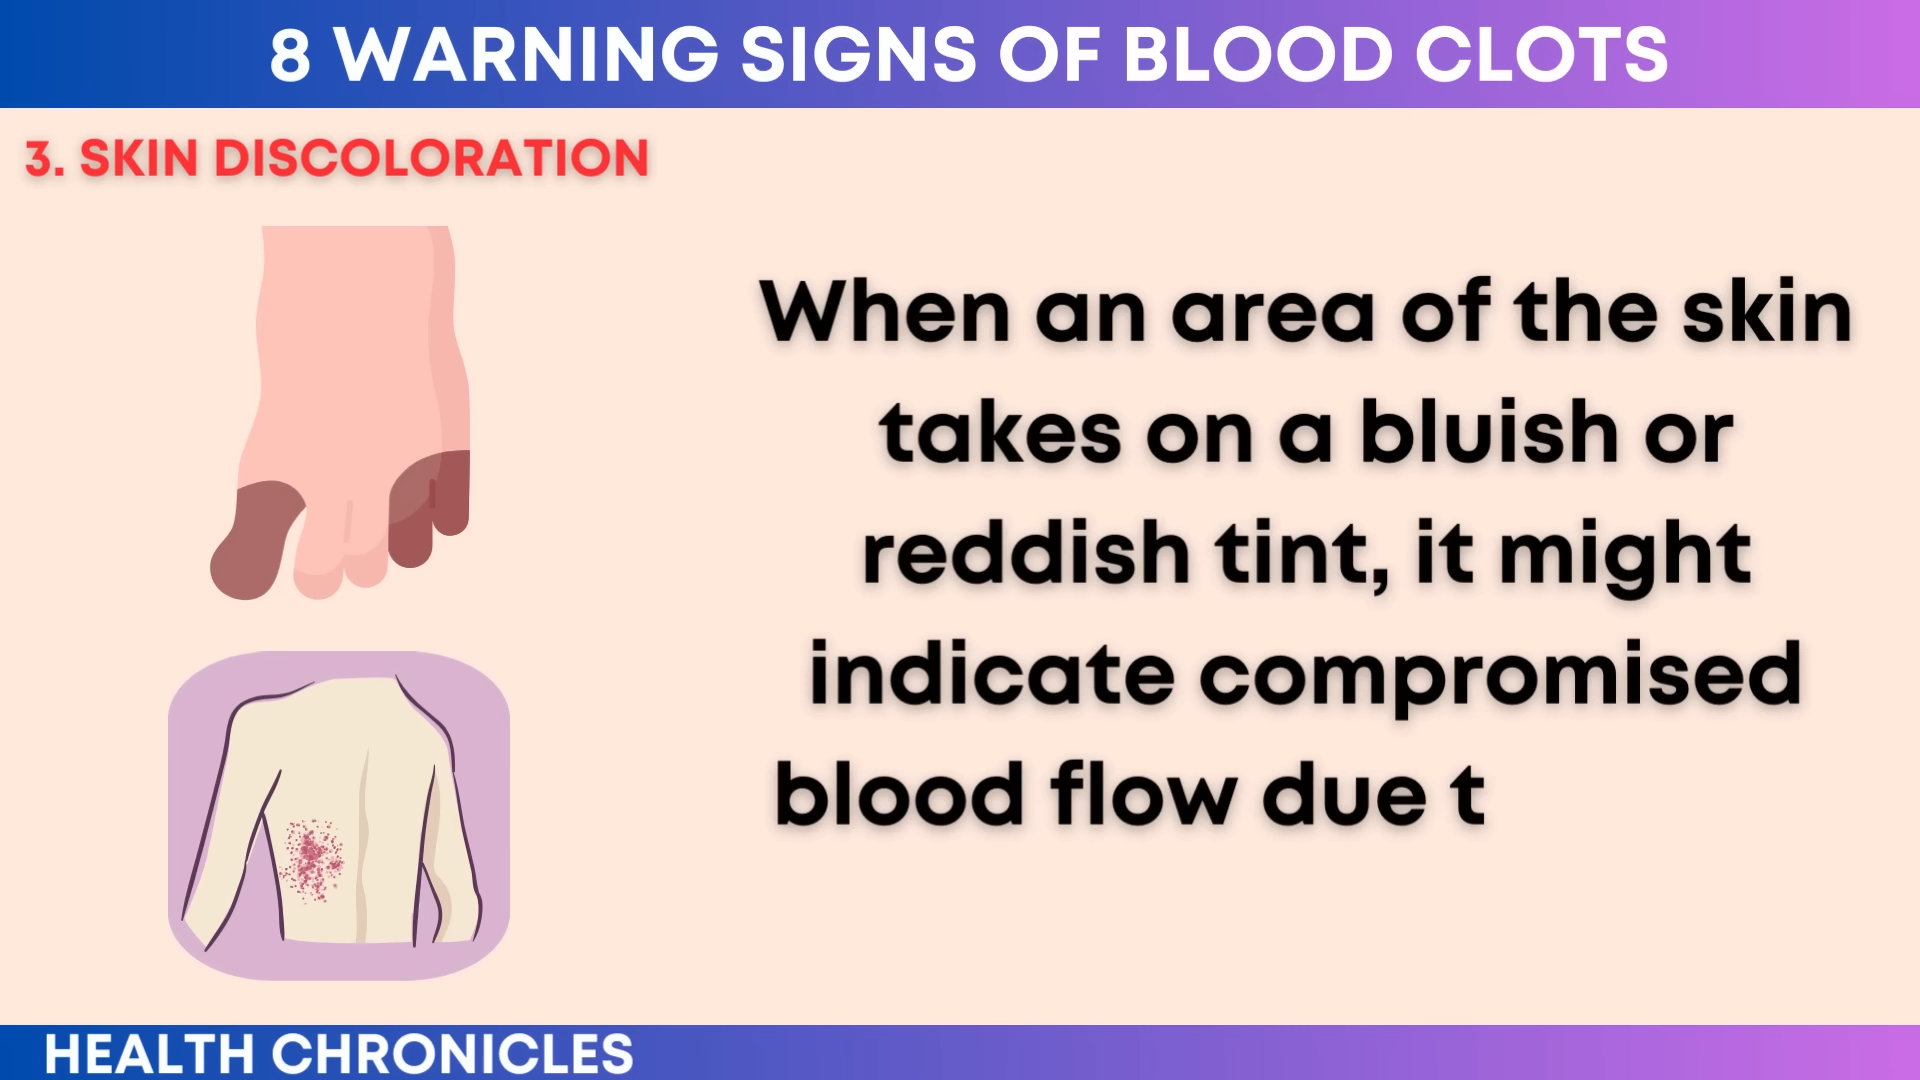 8 WARNING SIGNS OF BLOOD CLOTS
3. SKIN DISCOLORATION
When an area of the skin
takes on a bluish or
reddish tint, it might
indicate compromised
blood flow due t
HEALTH CHRONICLES